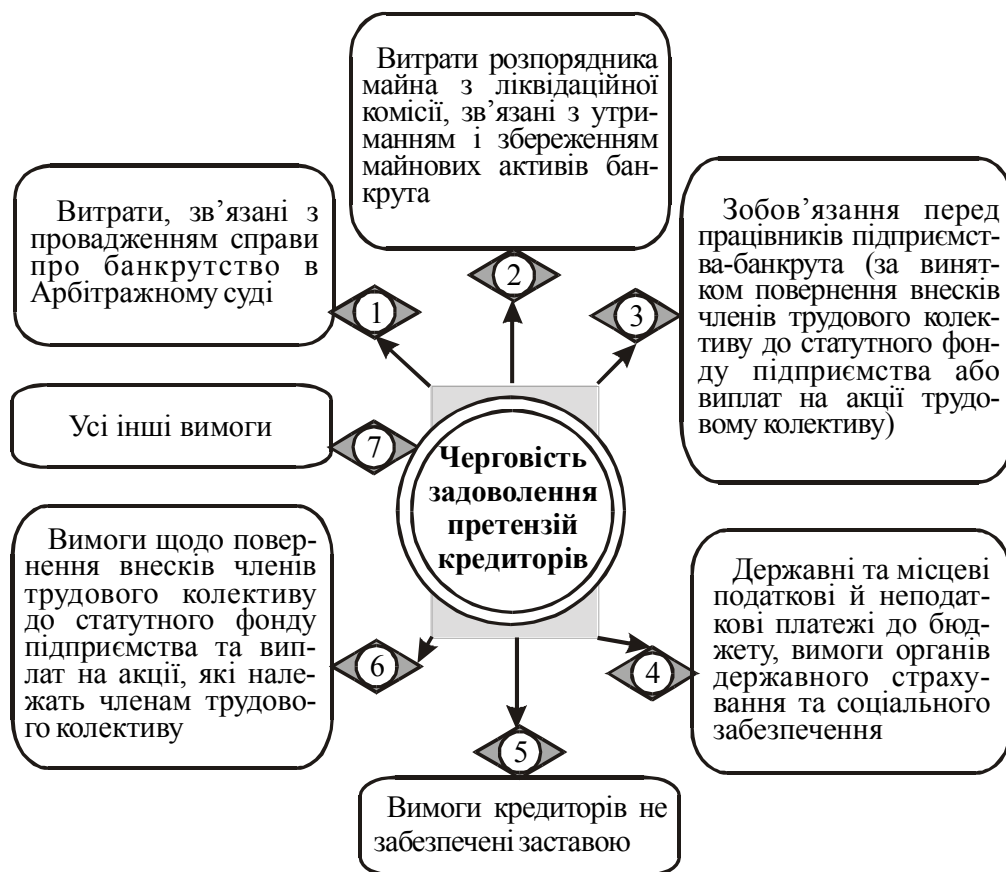 Витрати розпорядника
майна з ліквідаційної
комісії, зв’язані з утри-
манням і збереженням
майнових активів бан-
крута
2
Витрати, зв’язані з
провадженням справи
про банкрутство в
Арбітражному суді
1
Зобов’язання перед
працівників підприємст-
ва-банкрута (за винят-
ком повернення внесків
членів трудового колек-
тиву до статутного фон-
ду підприємства або
виплат на акції трудо-
вому колективу)
3
Усі інші вимоги
7
Черговість
задоволення
претензій
кредиторів
Вимоги щодо повер-
нення внесків членів
трудового колективу
до статутного фонду
підприємства та вип-
лат на акції, які нале-
жать членам трудово-
го колективу
6
Державні та місцеві
податкові й неподат-
кові платежі до бюд-
жету, вимоги органів
державного страху-
вання та соціального
забезпечення
4
5
Вимоги кредиторів не
забезпечені заставою